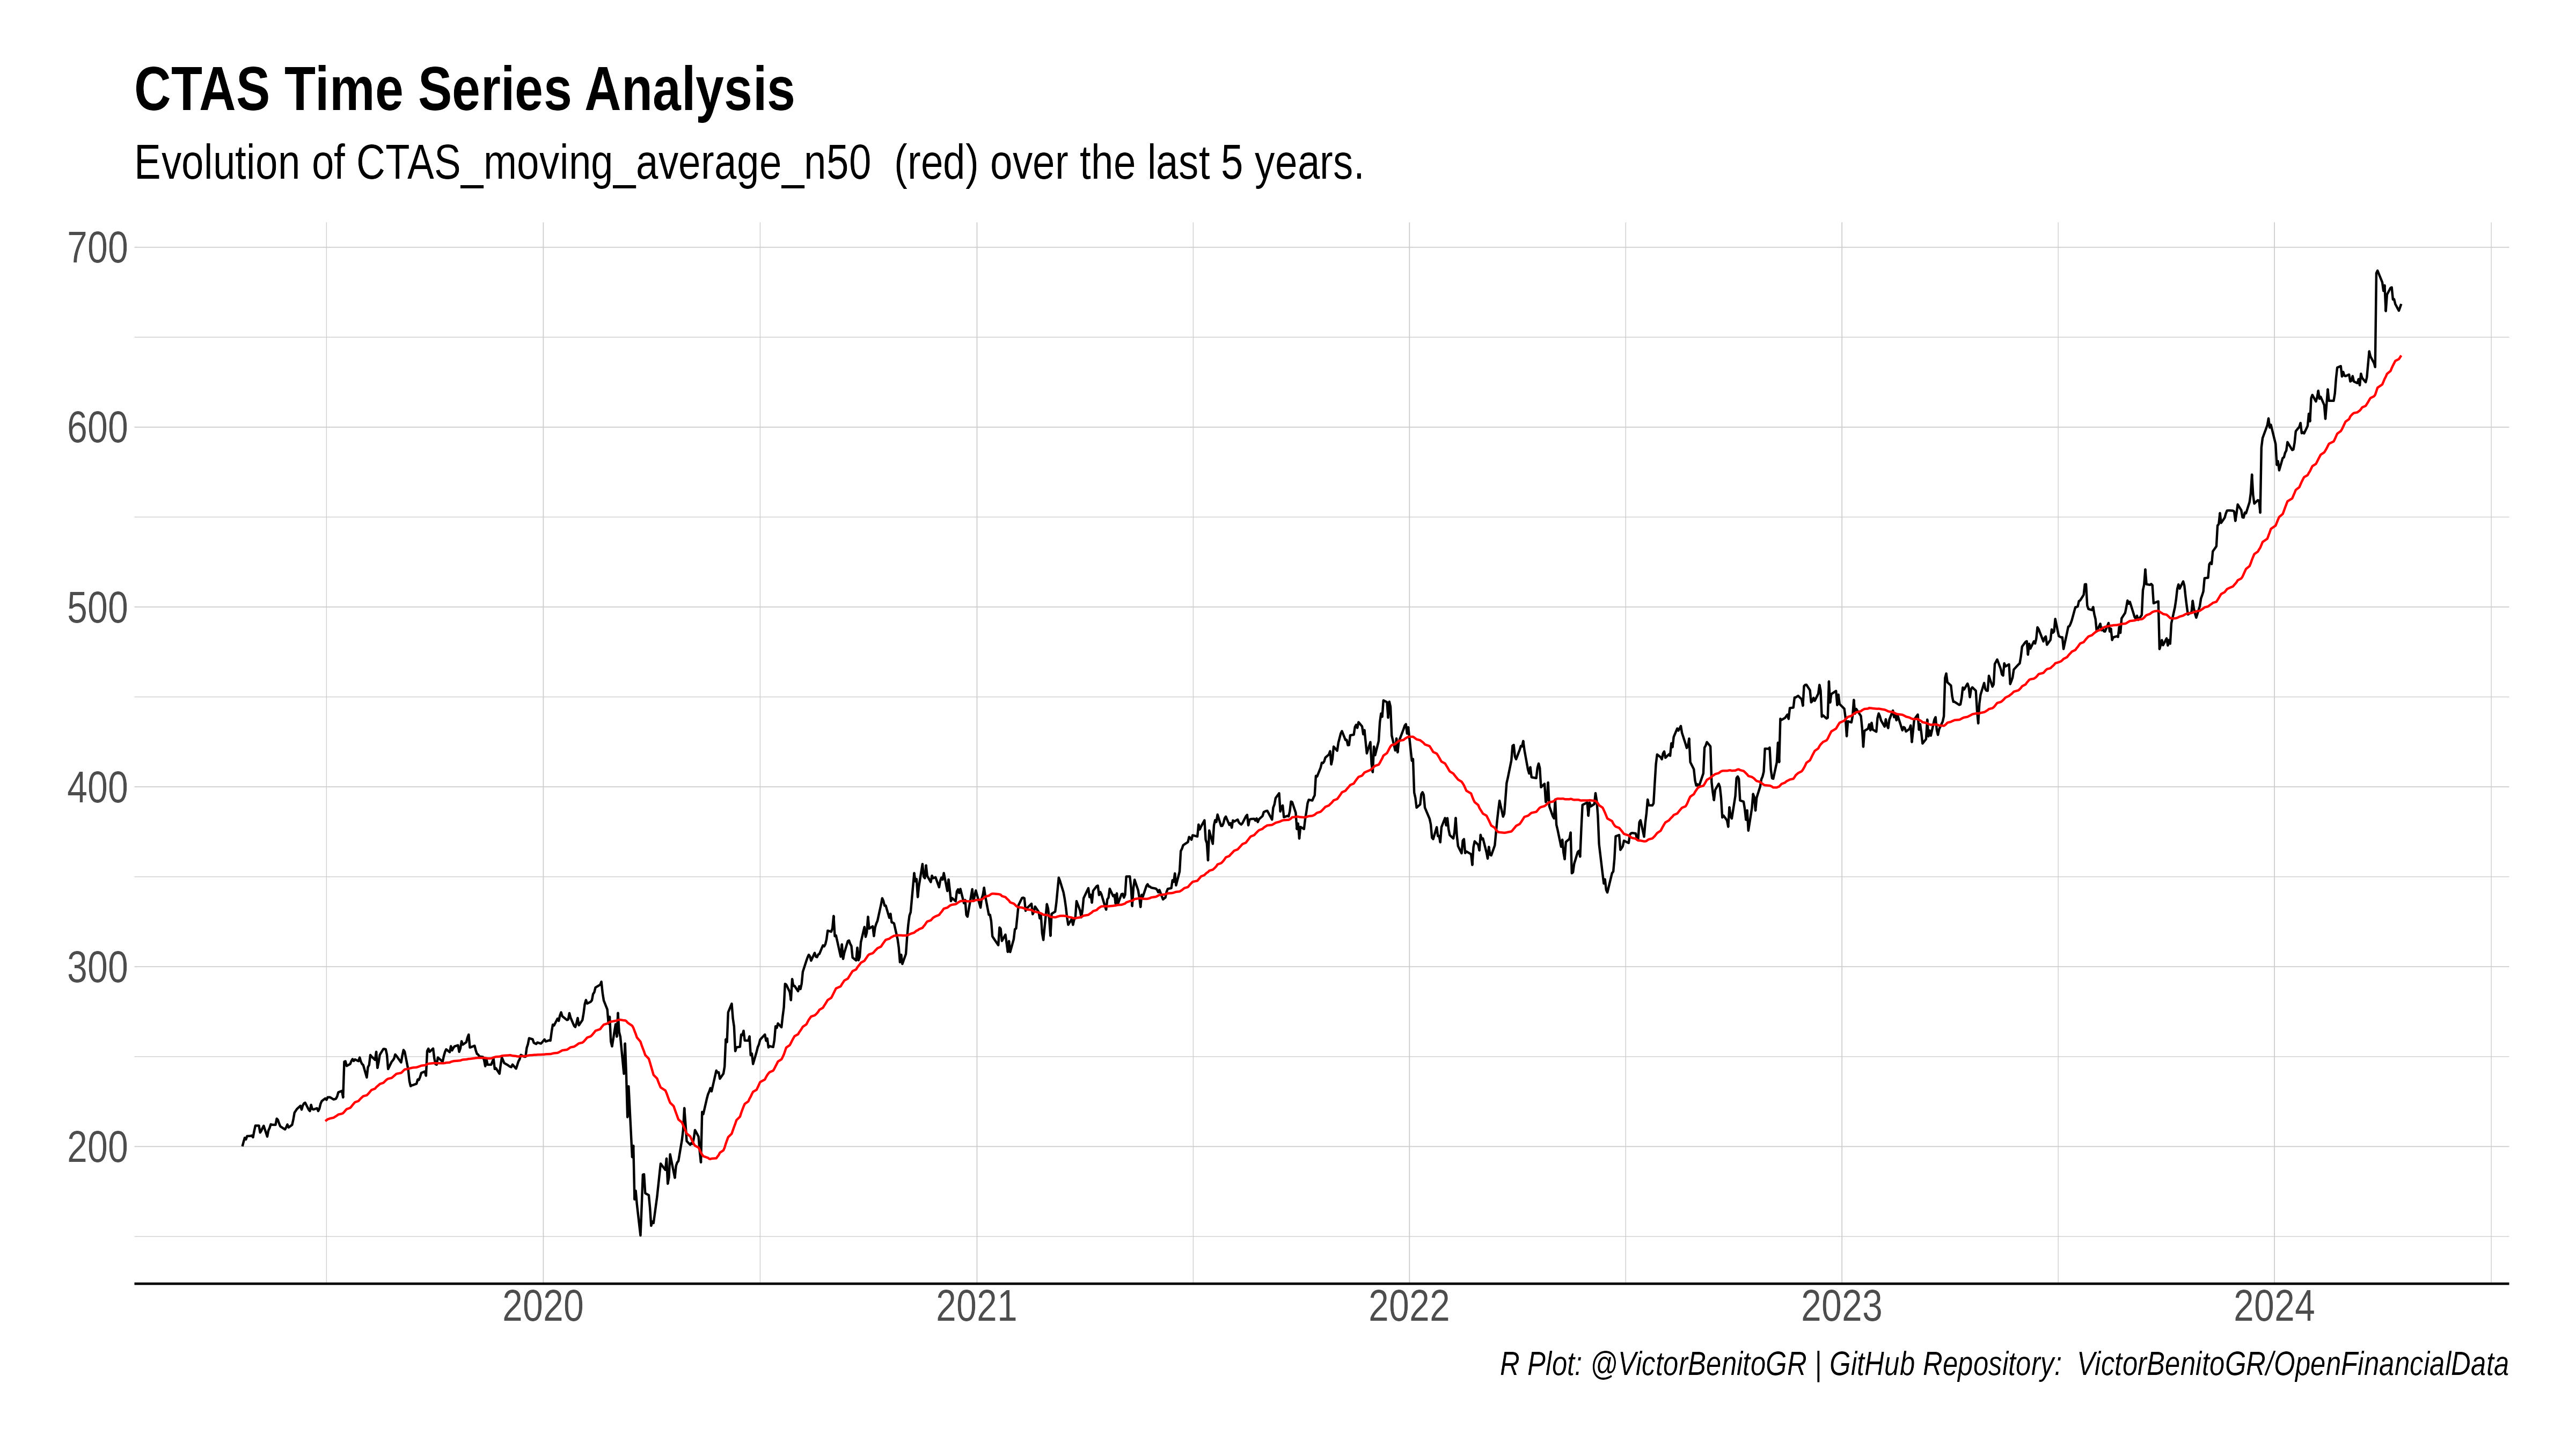 CTAS Time Series Analysis
Evolution of CTAS_moving_average_n50  (red) over the last 5 years.
700
600
500
400
300
200
2020 2021 2022 2023 2024
R Plot: @VictorBenitoGR | GitHub Repository:  VictorBenitoGR/OpenFinancialData